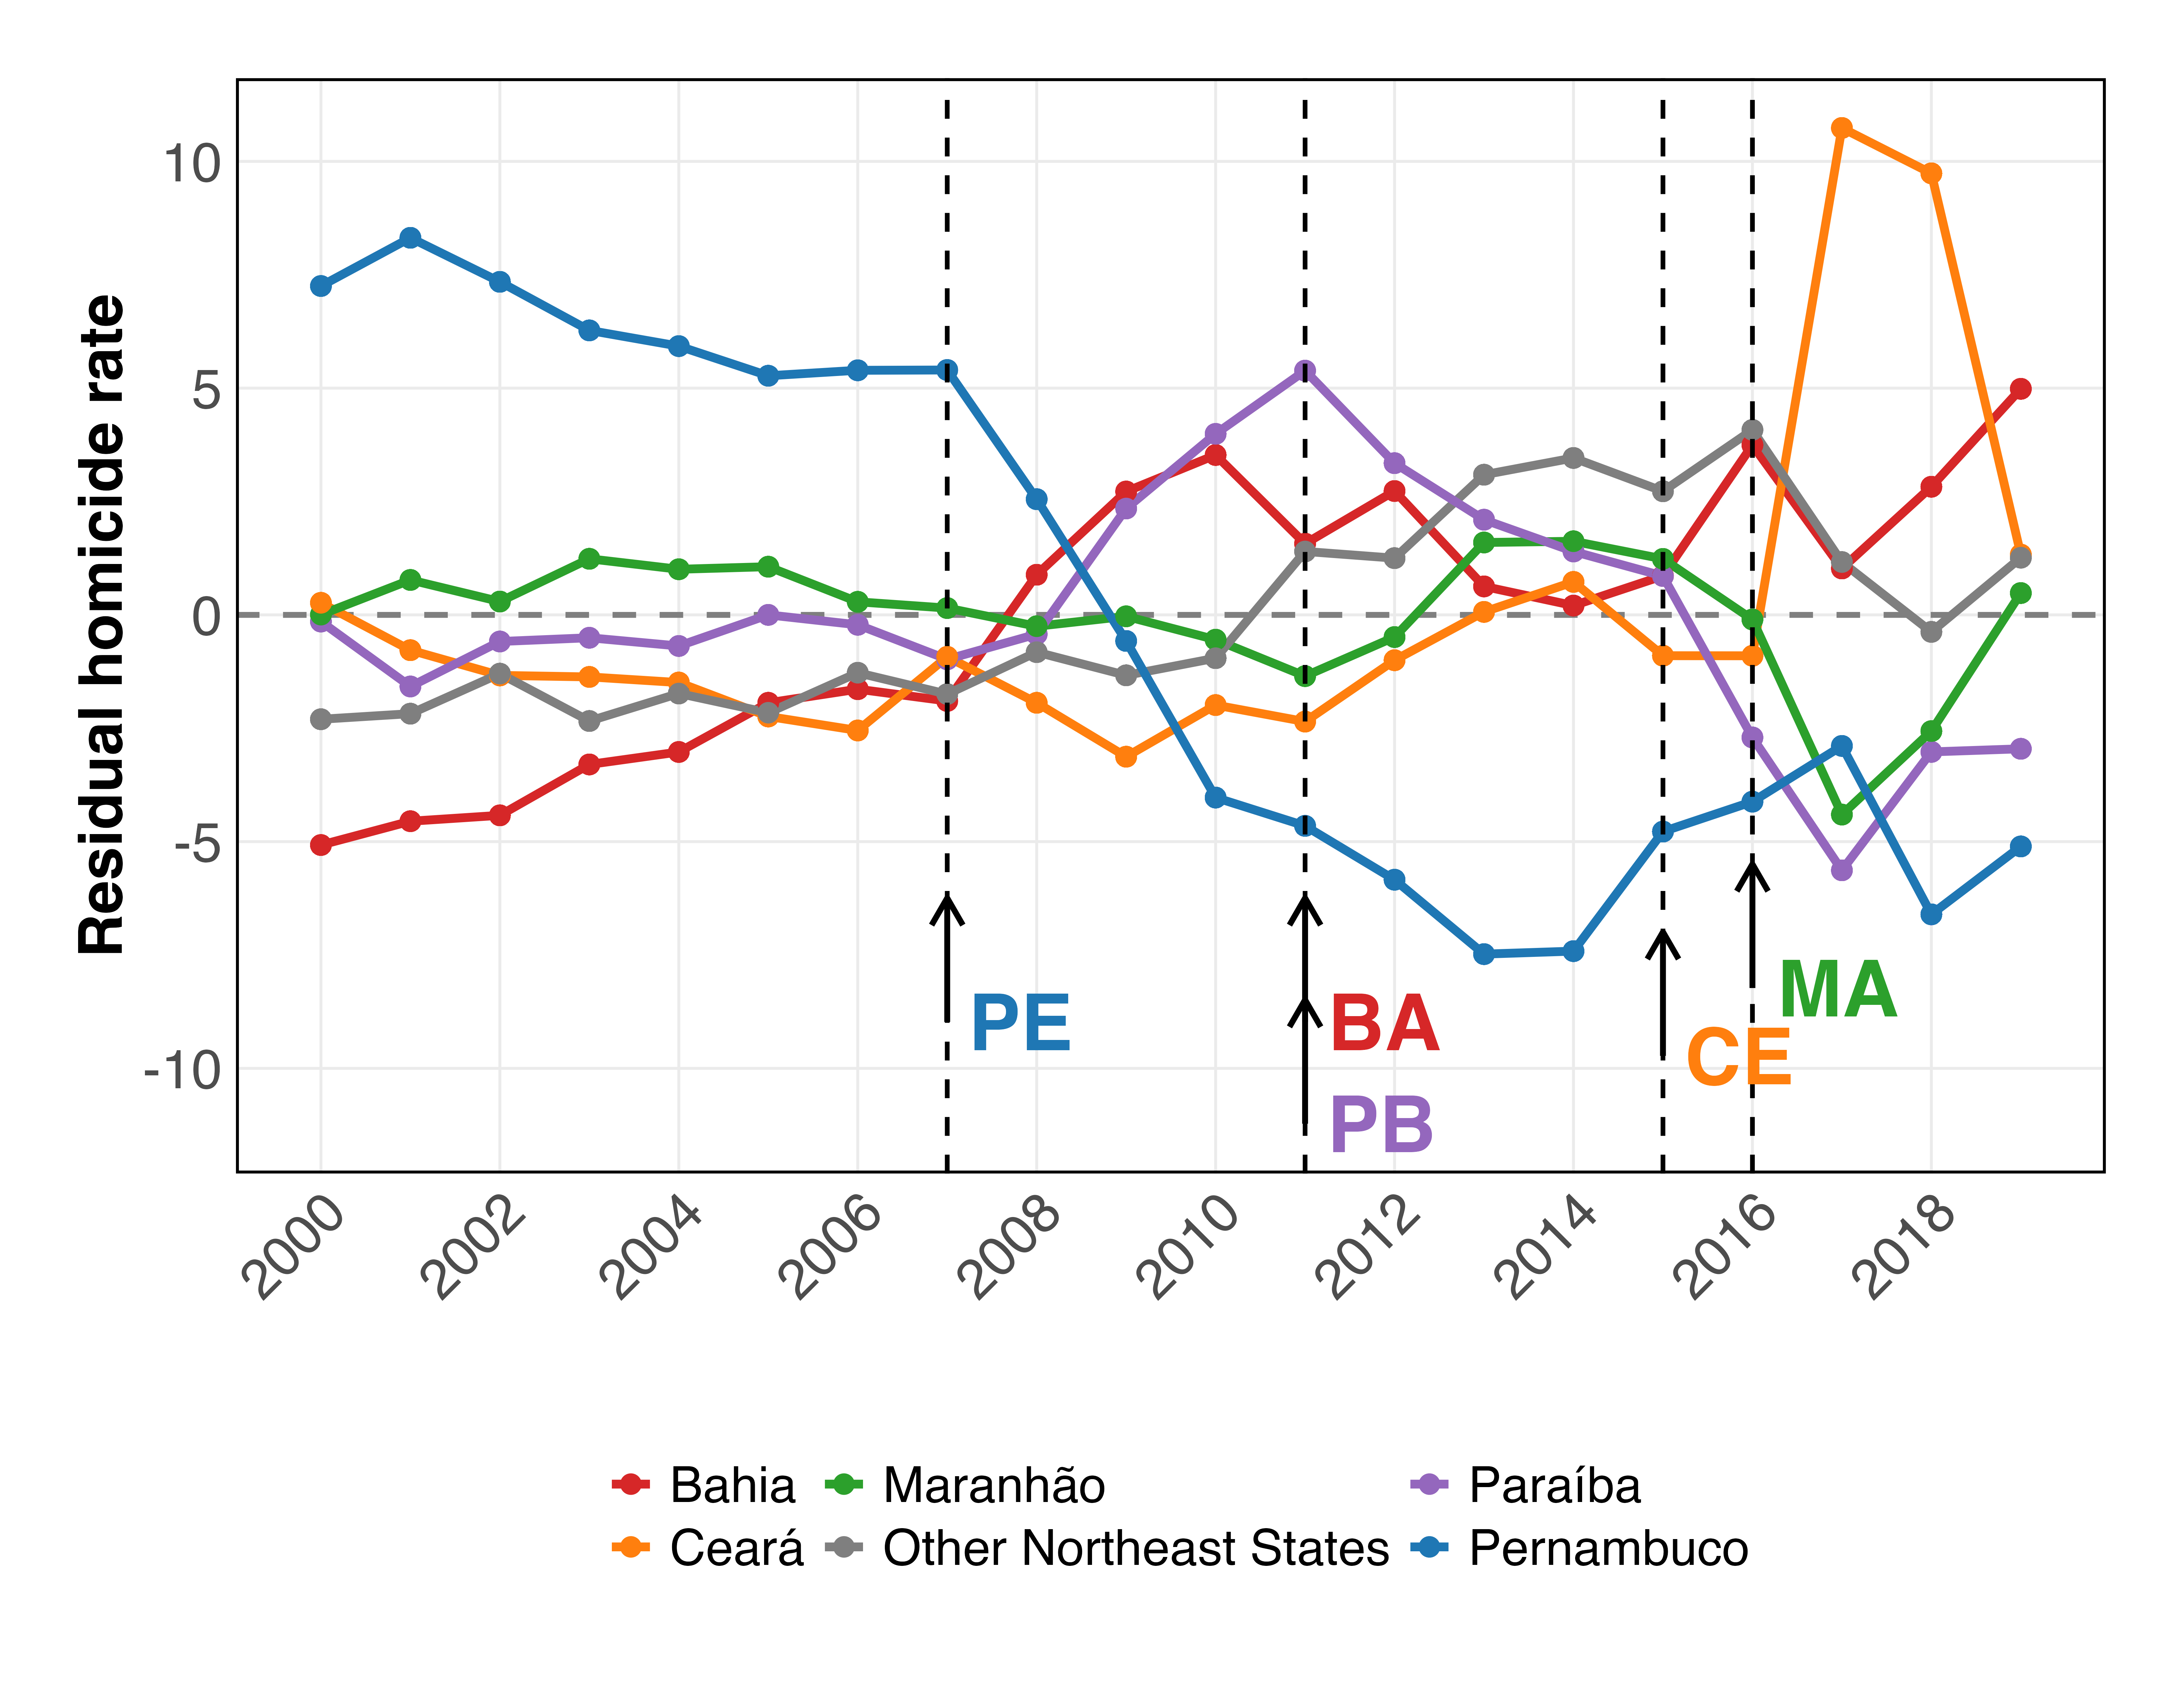 Residual homicide rate
10
5
0
-5
-10
PE
BA
PB
CE
MA
2000
2002
2004
2006
2008
2010
2012
2014
2016
2018
Bahia
Maranhão
Paraíba
Ceará
Other Northeast States
Pernambuco